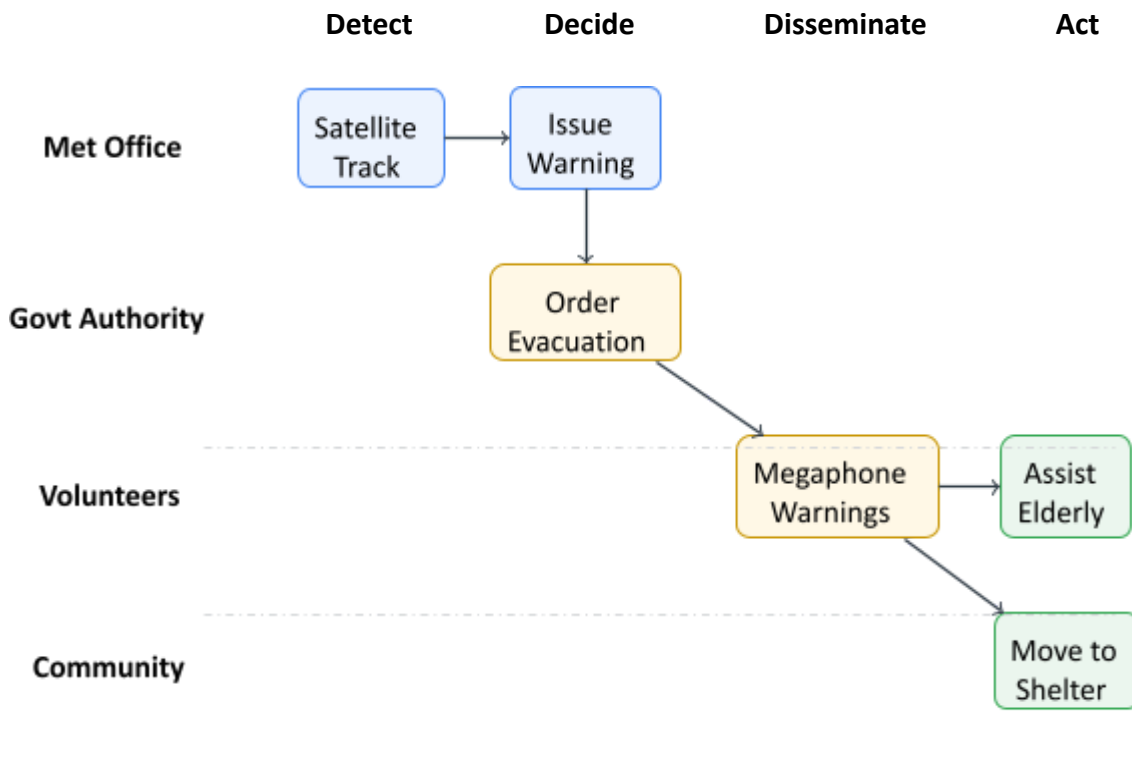 Detect Decide Disseminate Act
Met Office
Satellite
Track
Issue
Warning
Govt Authority
Order
Evacuation
Volunteers
Megaphone
Warnings
Assist
Elderly
Community
Move to
Shelter